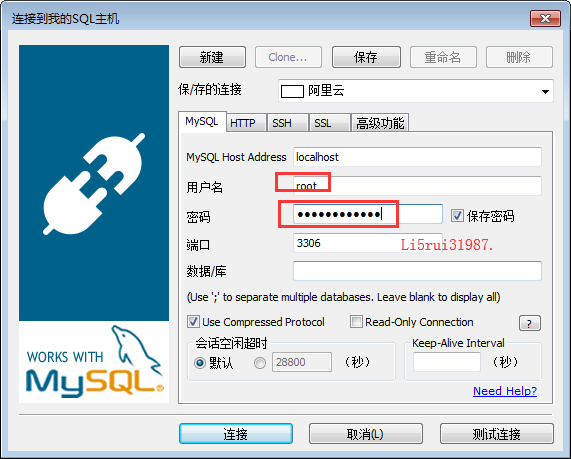 连接到我的SQL主机
新建
Clone...
保存
重命名
删除
保/存的连接
阿里云
MySQL
HTTP
SSH
SSL
高级功能
MySQL Host Address
localhost
用户名
root
密码
●●●●●●●●●●●●
保存密码
端口
3306
Li5rui31987.
数据/库
(Use ';' to separate multiple databases. Leave blank to display all)
Use Compressed Protocol
Read-Only Connection
?
会话空闲超时
Keep-Alive Interval
默认
28800
(秒)
(秒)
Need Help?
WORKS WITH
MySQL®
连接
取消(L)
测试连接